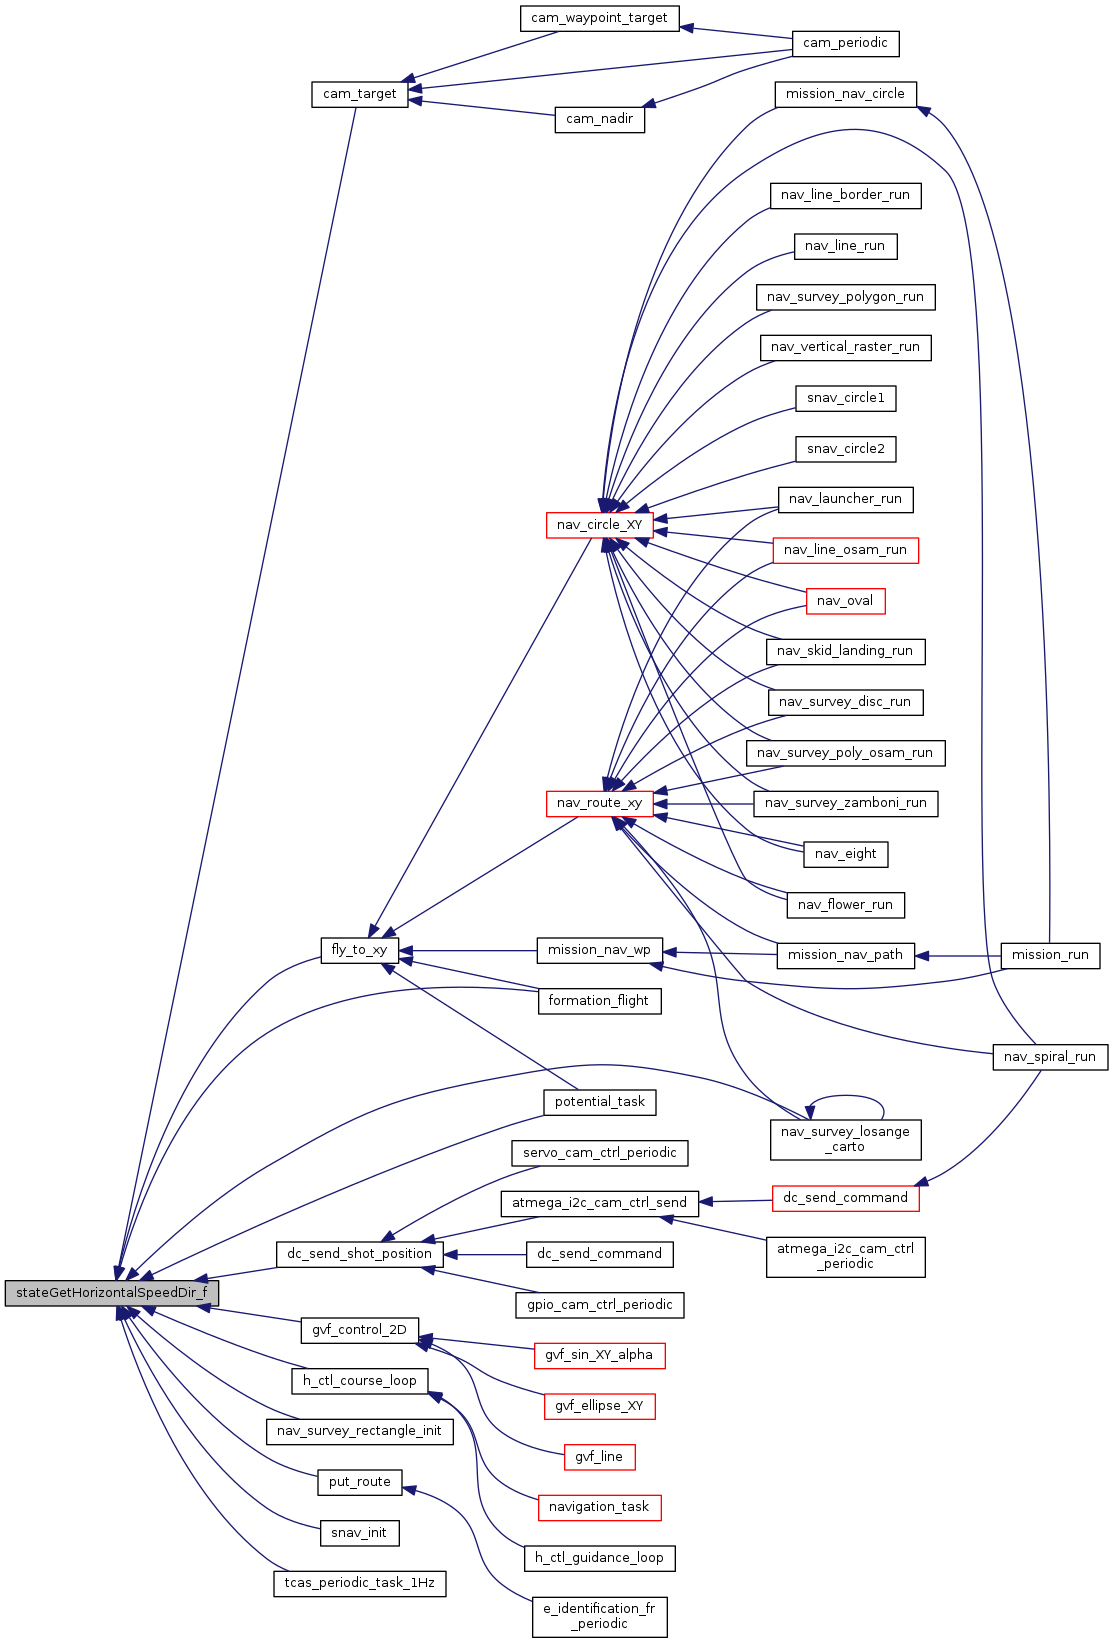 cam_waypoint_target
cam_periodic
cam_target
mission_nav_circle
cam_nadir
nav_line_border_run
nav_line_run
nav_survey_polygon_run
nav_vertical_raster_run
snav_circle1
snav_circle2
nav_launcher_run
nav_circle_XY
nav_line_osam_run
nav_oval
nav_skid_landing_run
nav_survey_disc_run
nav_survey_poly_osam_run
nav_route_xy
nav_survey_zamboni_run
nav_eight
nav_flower_run
fly_to_xy
mission_nav_wp
mission_nav_path
mission_run
formation_flight
nav_spiral_run
potential_task
nav_survey_losange
_carto
servo_cam_ctrl_periodic
atmega_i2c_cam_ctrl_send
dc_send_command
dc_send_shot_position
dc_send_command
atmega_i2c_cam_ctrl
_periodic
stateGetHorizontalSpeedDir_f
gpio_cam_ctrl_periodic
gvf_control_2D
gvf_sin_XY_alpha
h_ctl_course_loop
gvf_ellipse_XY
nav_survey_rectangle_init
gvf_line
put_route
navigation_task
snav_init
h_ctl_guidance_loop
tcas_periodic_task_1Hz
e_identification_fr
_periodic